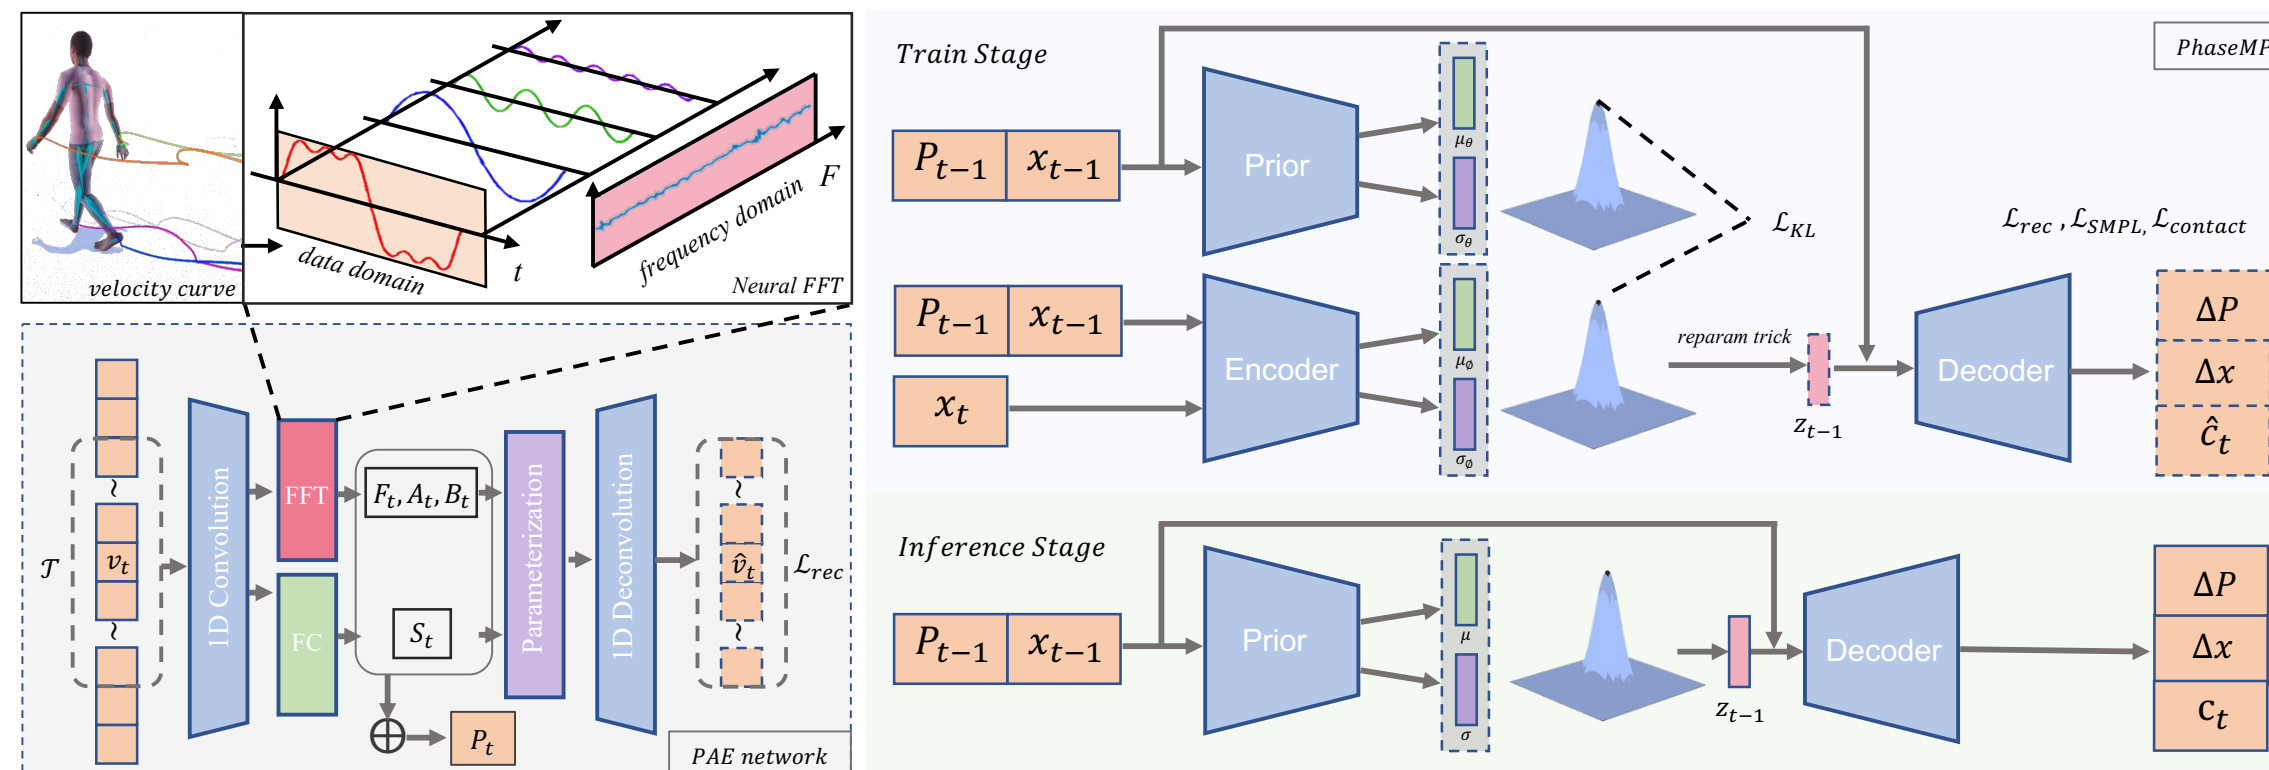 velocity curve
data domain
t
frequency domain
F
Neural FFT
𝒯
v_t
1D Convolution
FFT
FC
F_t, A_t, B_t
S_t
P_t
Parameterization
1D Deconvolution
v̂_t
ℒ_rec
PAE network
Train Stage
PhaseMP
P_{t−1} x_{t−1}
Prior
μ_θ
σ_θ
ℒ_KL
ℒ_rec , ℒ_SMPL, ℒ_contact
P_{t−1} x_{t−1}
x_t
Encoder
μ_∅
σ_∅
reparam trick
z_{t−1}
Decoder
ΔP
Δx
ĉ_t
Inference Stage
P_{t−1} x_{t−1}
Prior
μ
σ
z_{t−1}
Decoder
ΔP
Δx
c_t